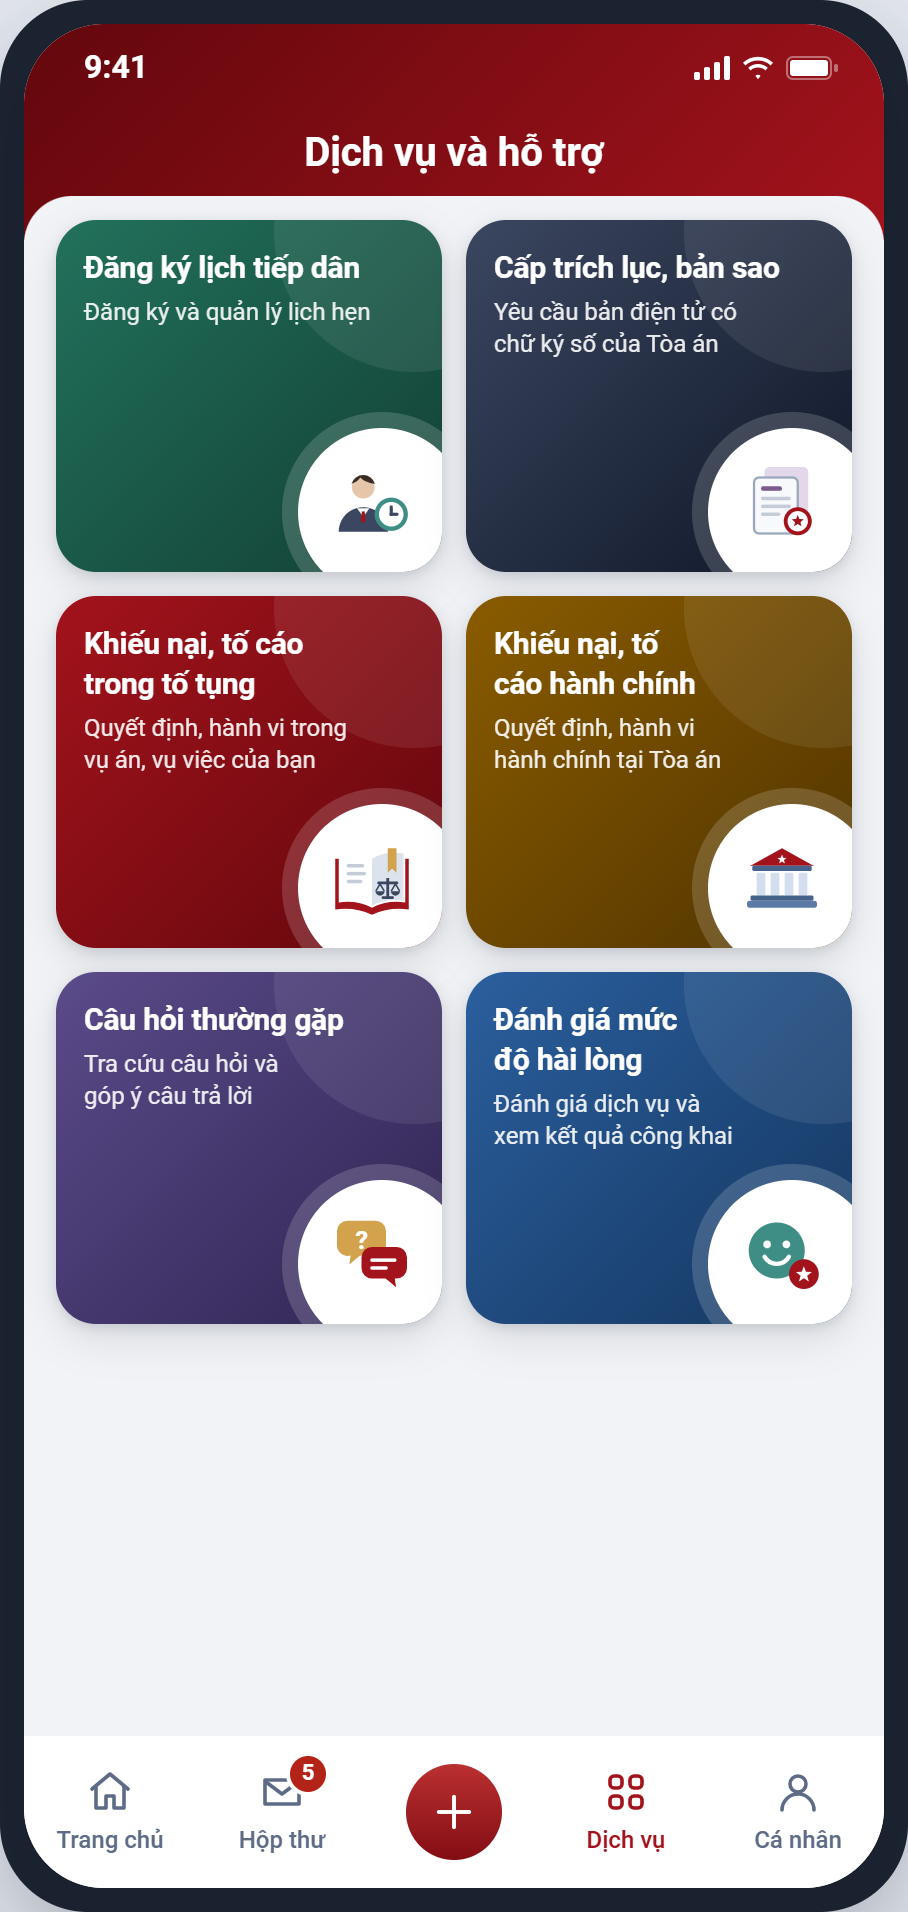 9:41
Dịch vụ và hỗ trợ
Đăng ký lịch tiếp dân
Đăng ký và quản lý lịch hẹn
Cấp trích lục, bản sao
Yêu cầu bản điện tử có
chữ ký số của Tòa án
Khiếu nại, tố cáo
trong tố tụng
Quyết định, hành vi trong
vụ án, vụ việc của bạn
Khiếu nại, tố
cáo hành chính
Quyết định, hành vi
hành chính tại Tòa án
Câu hỏi thường gặp
Tra cứu câu hỏi và
góp ý câu trả lời
?
Đánh giá mức
độ hài lòng
Đánh giá dịch vụ và
xem kết quả công khai
Trang chủ
5
Hộp thư
Dịch vụ
Cá nhân